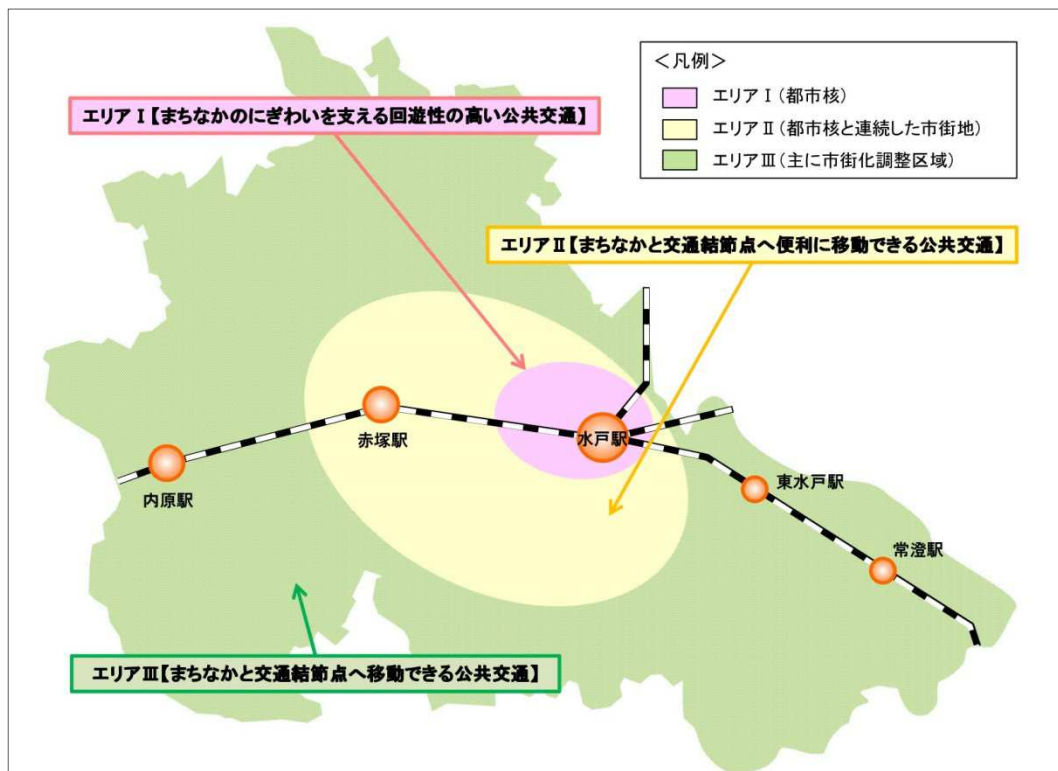 <凡例>
エリアⅠ(都市核)
エリアⅡ(都市核と連続した市街地)
エリアⅢ(主に市街化調整区域)
エリアⅠ【まちなかのにぎわいを支える回遊性の高い公共交通】
エリアⅡ【まちなかと交通結節点へ便利に移動できる公共交通】
赤塚駅
水戸駅
内原駅
東水戸駅
常澄駅
エリアⅢ【まちなかと交通結節点へ移動できる公共交通】